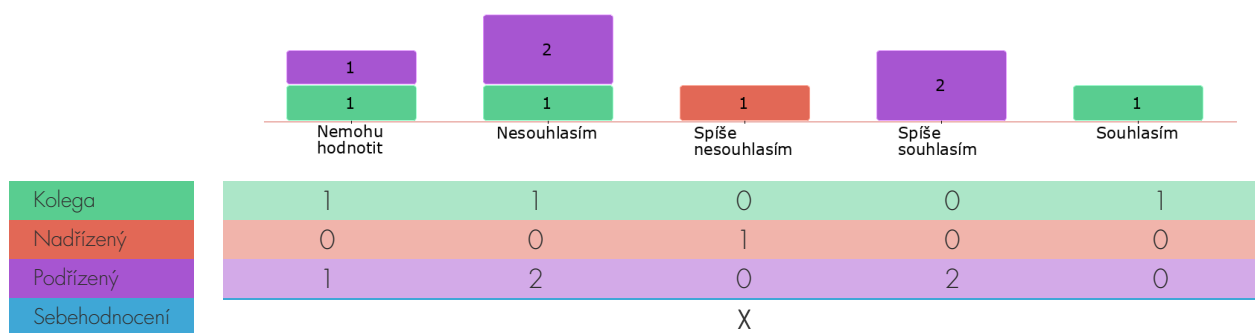 1
2
1
1
1
2
1
Nemohu
hodnotit
Nesouhlasím
Spíše
nesouhlasím
Spíše
souhlasím
Souhlasím
Kolega 1 1 0 0 1
Nadřízený 0 0 1 0 0
Podřízený 1 2 0 2 0
Sebehodnocení X